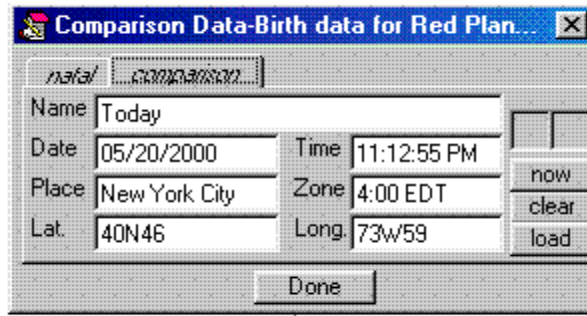 Comparison Data-Birth data for Red Plan...
natal comparison
Name Today
Date 05/20/2000 Time 11:12:55 PM
Place New York City Zone 4:00 EDT now
clear
Lat. 40N46 Long. 73W59 load
Done